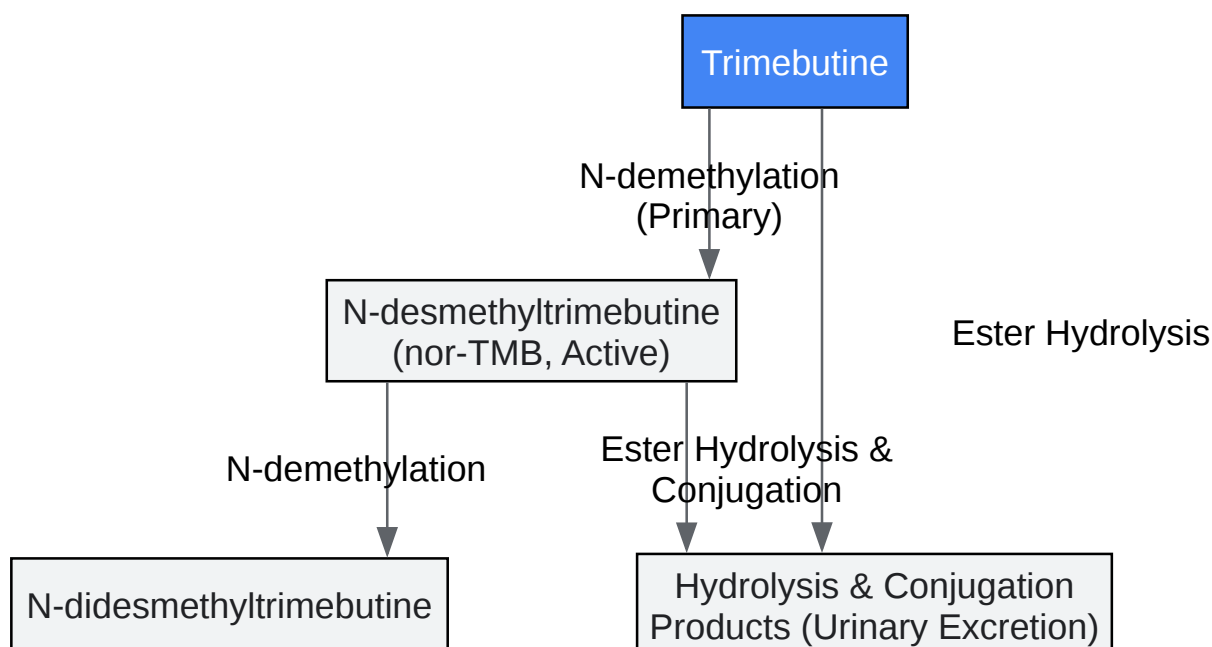 Trimebutine
N-demethylation
(Primary)
N-desmethyltrimebutine
(nor-TMB, Active)
Ester Hydrolysis
N-demethylation
Ester Hydrolysis &
Conjugation
N-didesmethyltrimebutine
Hydrolysis & Conjugation
Products (Urinary Excretion)